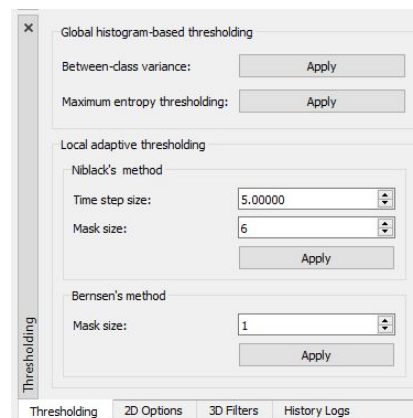 Global histogram-based thresholding
Between-class variance: Apply
Maximum entropy thresholding: Apply
Local adaptive thresholding
Niblack's method
Time step size: 5.00000
Mask size: 6
Apply
Bernsen's method
Mask size: 1
Apply
Thresholding
Thresholding 2D Options 3D Filters History Logs